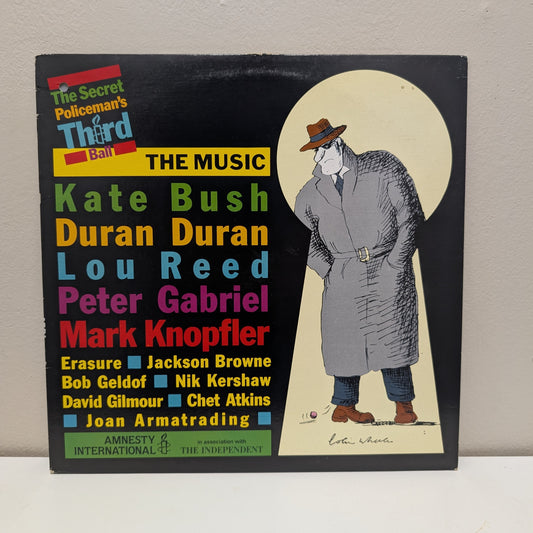 The Secret
Policeman's
Third
Ball
THE MUSIC
Kate Bush
Duran Duran
Lou Reed
Peter Gabriel
Mark Knopfler
Erasure ■ Jackson Browne
Bob Geldof ■ Nik Kershaw
David Gilmour ■ Chet Atkins
■ Joan Armatrading ■
AMNESTY
INTERNATIONAL
in association with
THE INDEPENDENT